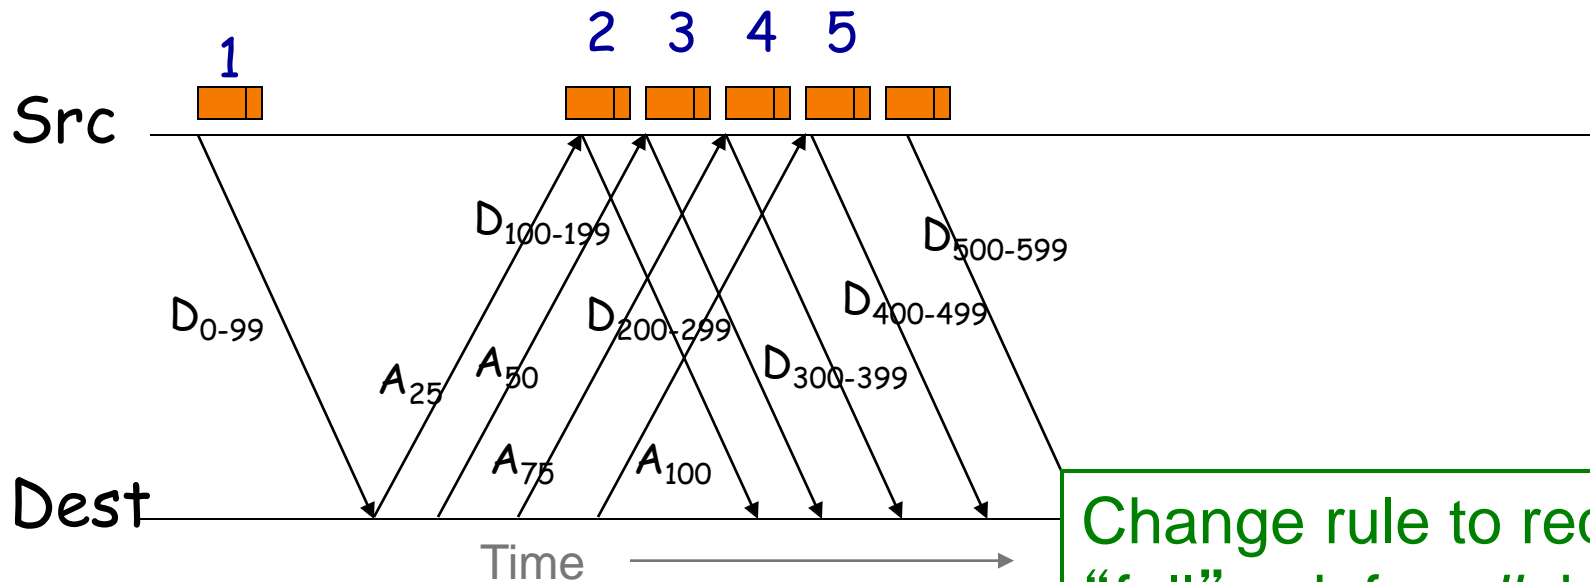 1 2 3 4 5
Src
D100-199
D500-599
D0-99
D200-299
D400-499
A25
A50
D300-399
A75
A100
Dest
Time
Change rule to
"full"